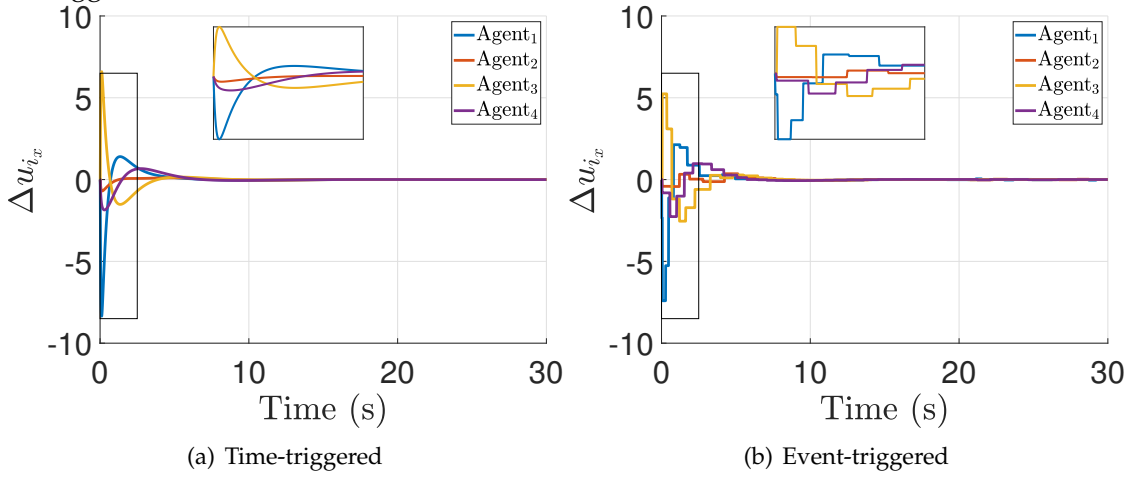 10
5
0
-5
-10
Δu_{i_x}
0
10
20
30
Time (s)
Agent₁
Agent₂
Agent₃
Agent₄
(a) Time-triggered
10
5
0
-5
-10
Δu_{i_x}
0
10
20
30
Time (s)
Agent₁
Agent₂
Agent₃
Agent₄
(b) Event-triggered